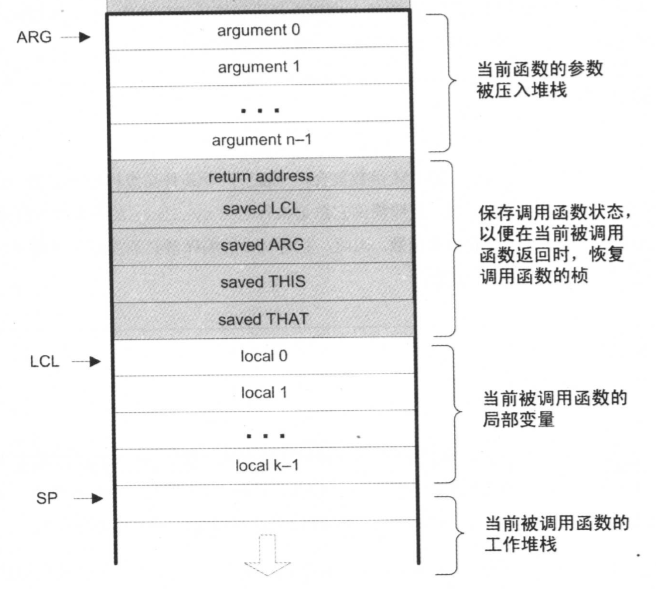 ARG
argument 0
argument 1
...
argument n–1
当前函数的参数
被压入堆栈
return address
saved LCL
saved ARG
saved THIS
saved THAT
保存调用函数状态，
以便在当前被调用
函数返回时，恢复
调用函数的桢
LCL
local 0
local 1
...
local k–1
当前被调用函数的
局部变量
SP
当前被调用函数的
工作堆栈